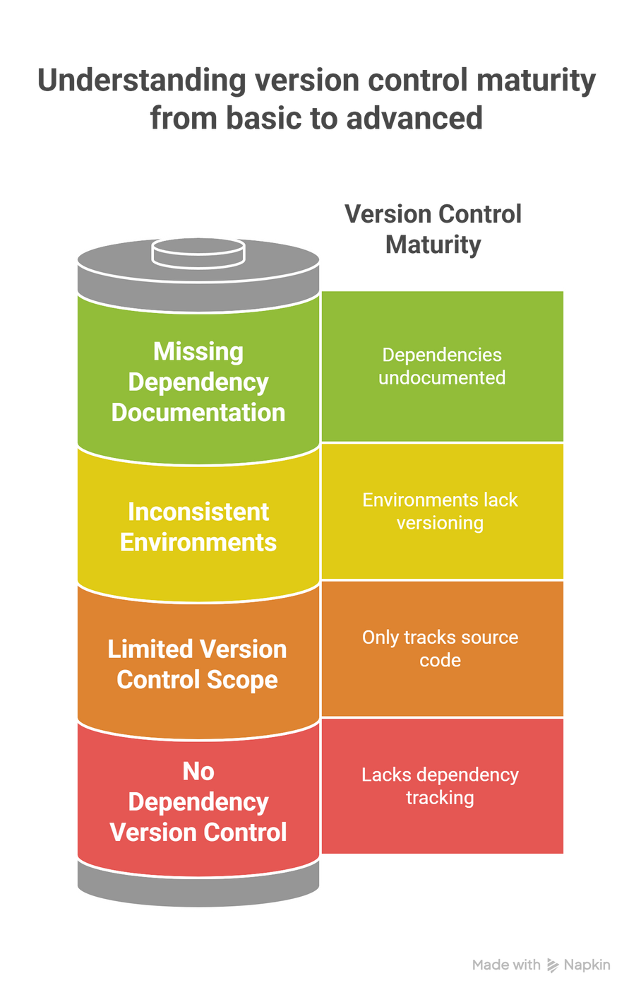 Understanding version control maturity
from basic to advanced
Version Control
Maturity
Missing
Dependency
Documentation
Dependencies
undocumented
Inconsistent
Environments
Environments lack
versioning
Limited Version
Control Scope
Only tracks source
code
No
Dependency
Version Control
Lacks dependency
tracking
Made with Napkin